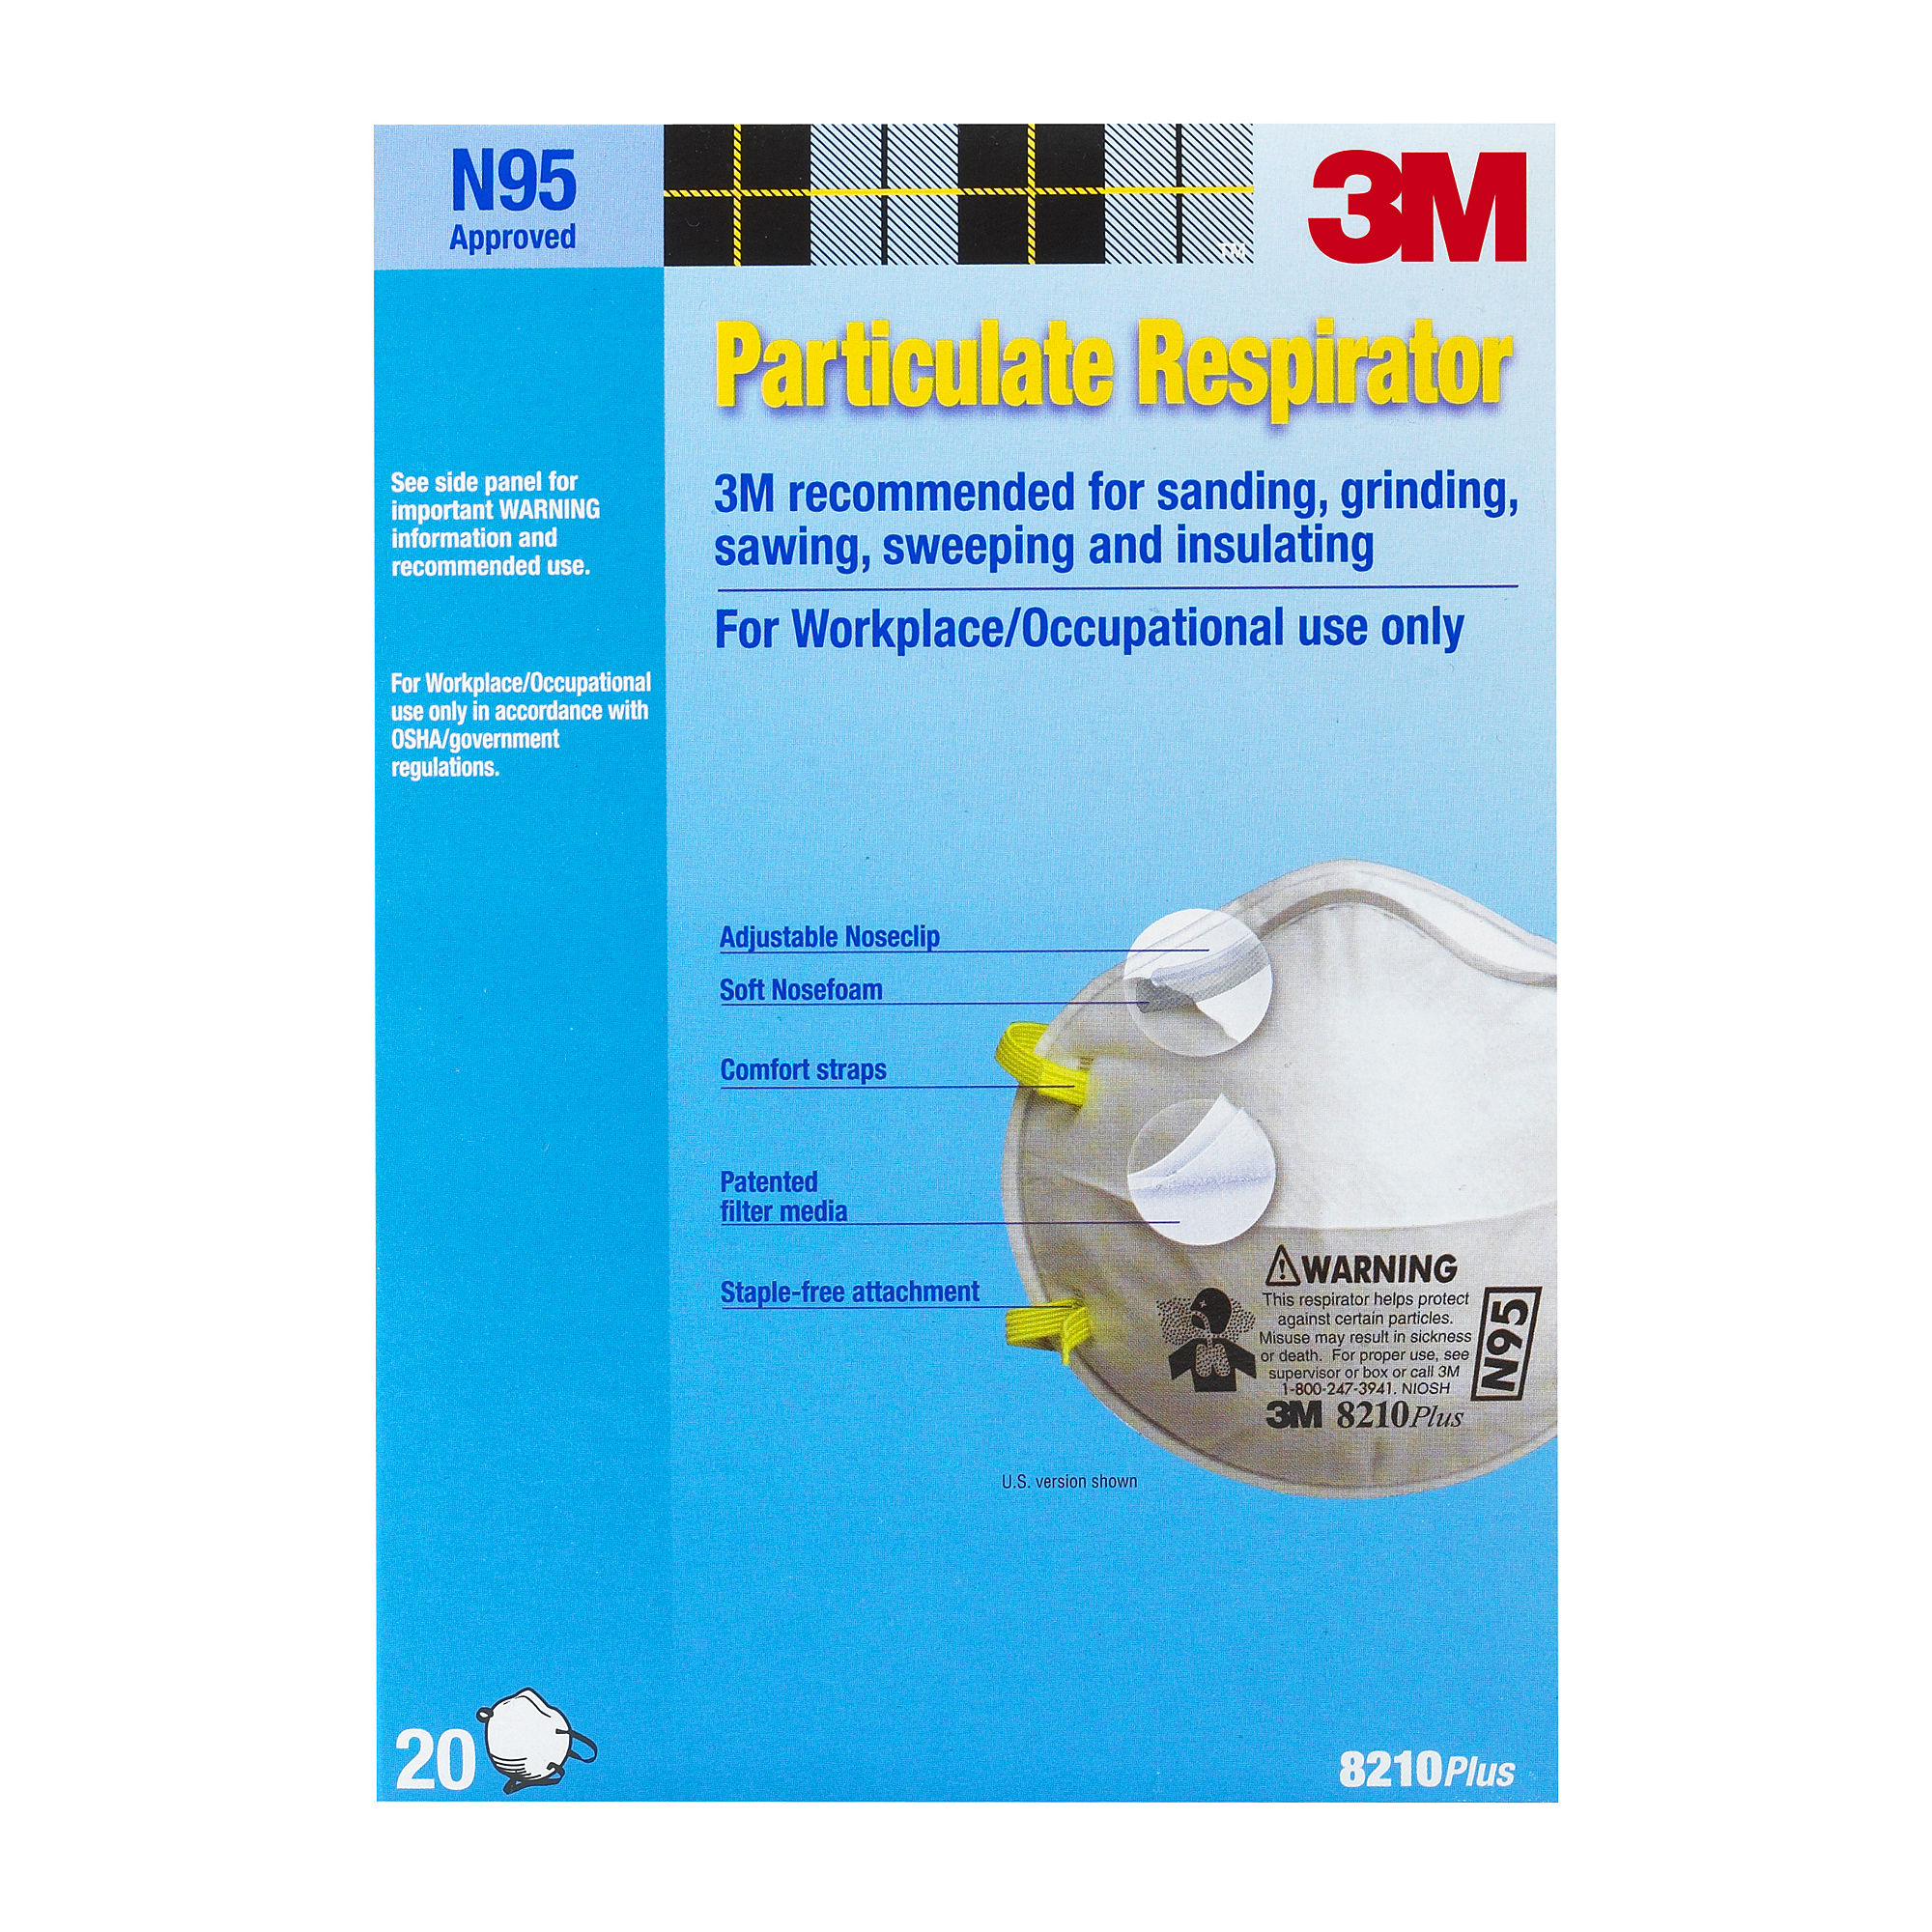 N95
Approved
™
3M
Particulate Respirator
3M recommended for sanding, grinding,
sawing, sweeping and insulating
For Workplace/Occupational use only
See side panel for
important WARNING
information and
recommended use.
For Workplace/Occupational
use only in accordance with
OSHA/government
regulations.
Adjustable Noseclip
Soft Nosefoam
Comfort straps
Patented
filter media
Staple-free attachment
WARNING
This respirator helps protect
against certain particles.
Misuse may result in sickness
or death. For proper use, see
supervisor or box or call 3M
1-800-247-3941. NIOSH
3M 8210Plus
N95
U.S. version shown
20
8210Plus